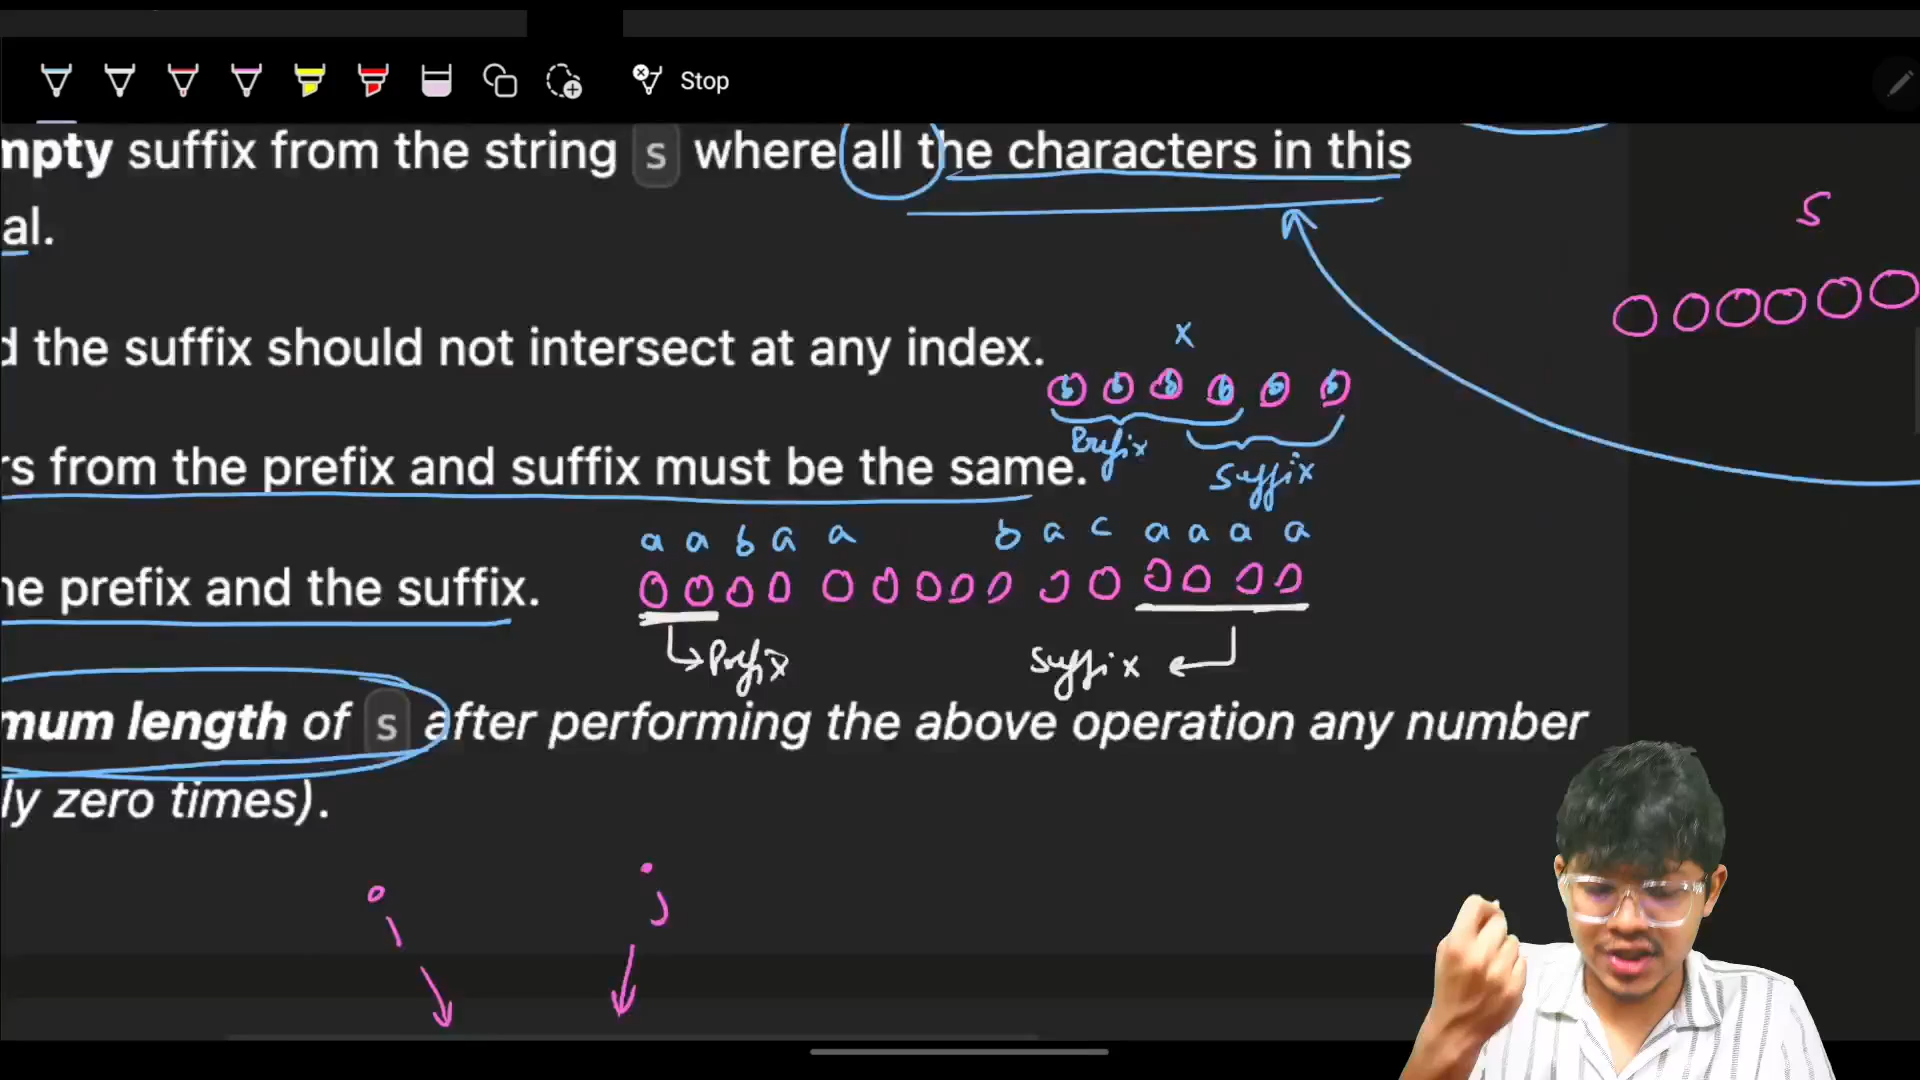 Stop
mpty suffix from the string s where all the characters in this
al.
S
d the suffix should not intersect at any index.
x
b b b b b b
Prefix
Suffix
rs from the prefix and suffix must be the same.
a a b a a b a c a a a a
he prefix and the suffix.
Prefix
Suffix
mum length of s after performing the above operation any number
ly zero times).
i j